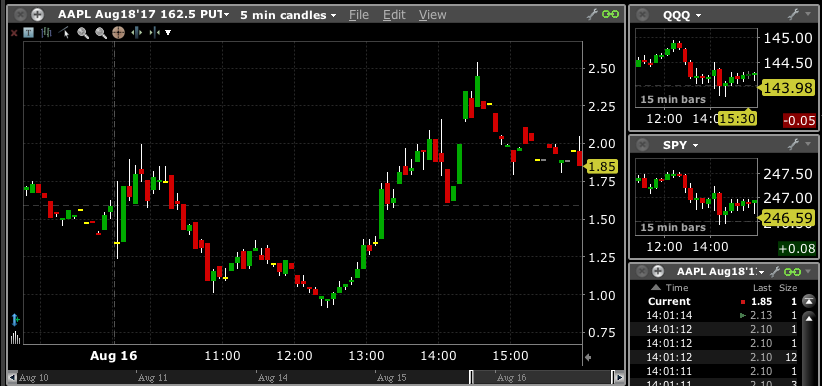 AAPL Aug18'17 162.5 PUT 5 min candles File Edit View
2.50
2.25
2.00
1.85
1.75
1.50
1.25
1.00
0.75
Aug 16 11:00 12:00 13:00 14:00 15:00
Aug 10 Aug 11 Aug 14 Aug 15 Aug 16
QQQ
145.00
144.50
143.98
15 min bars
12:00 14:0 15:30 -0.05
SPY
247.50
247.00
246.59
15 min bars
12:00 14:00
+0.08
AAPL Aug18'1
Time Last Size
Current 1.85 1
14:01:14 2.13 1
14:01:12 2.10 1
14:01:12 2.10 1
14:01:12 2.10 12
14:01:11 2.10 1
14:01:11 2.10 3